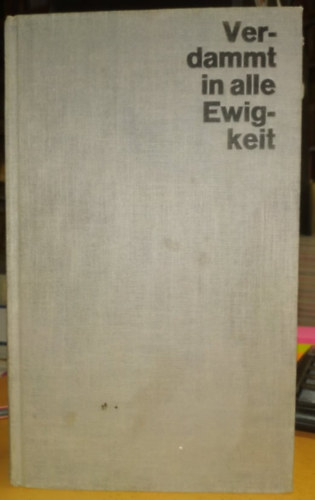 Ver-
dammt
in alle
Ewig-
keit